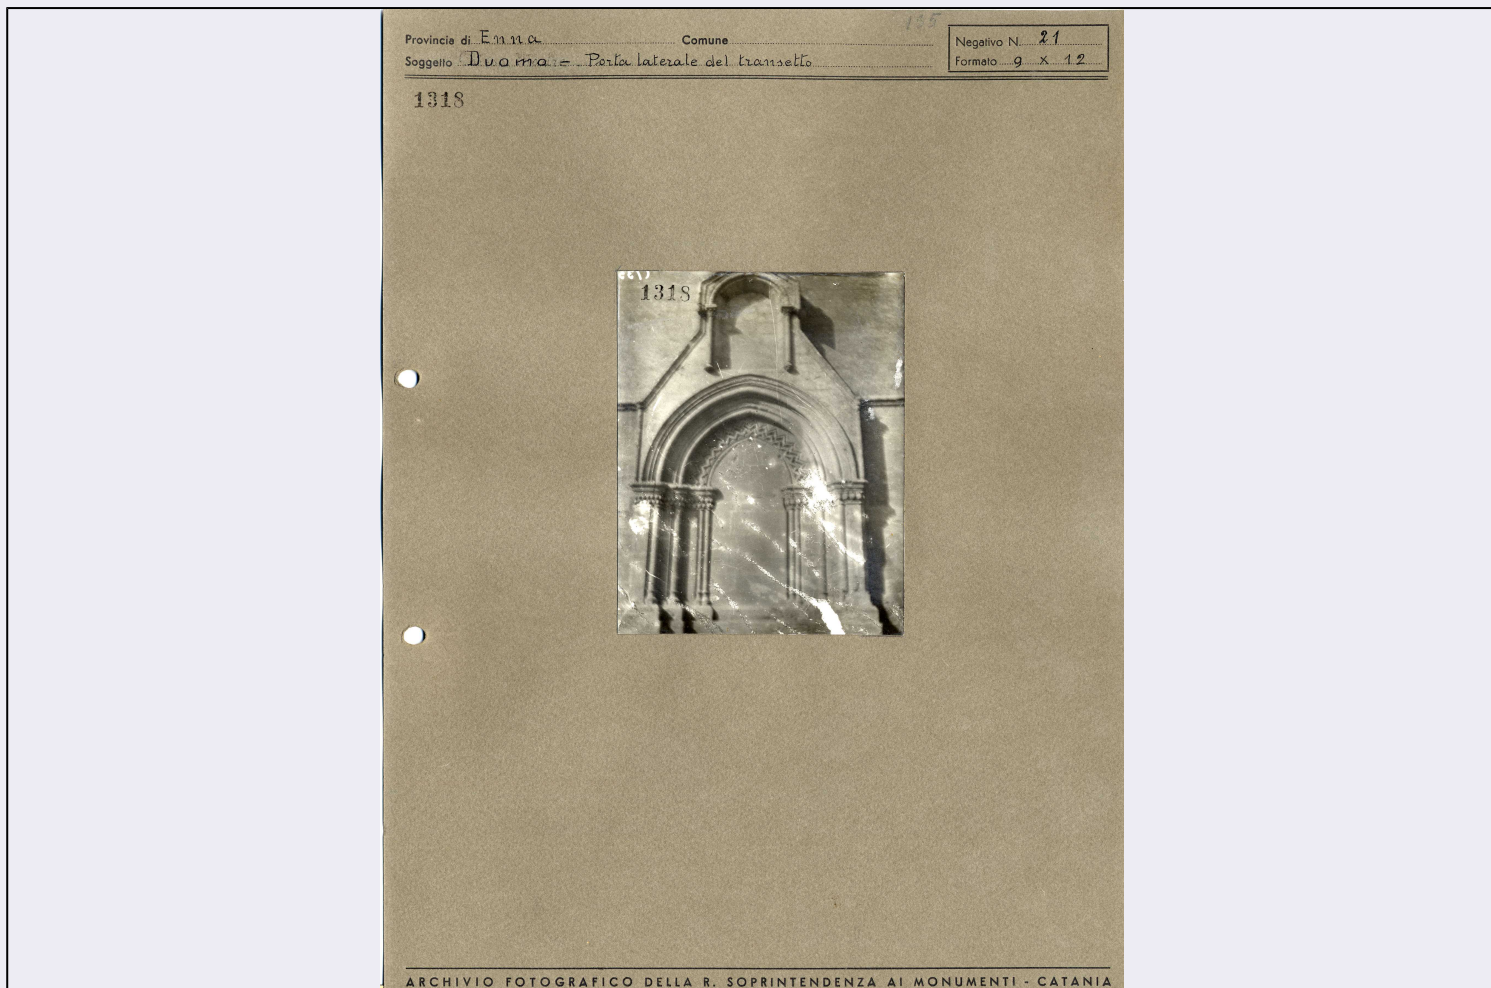 195
Provincia di Enna Comune
Negativo N. 21
Soggetto Duomo - Porta laterale del transetto
Formato 9 x 12
1318
1318
ARCHIVIO FOTOGRAFICO DELLA R. SOPRINTENDENZA AI MONUMENTI - CATANIA